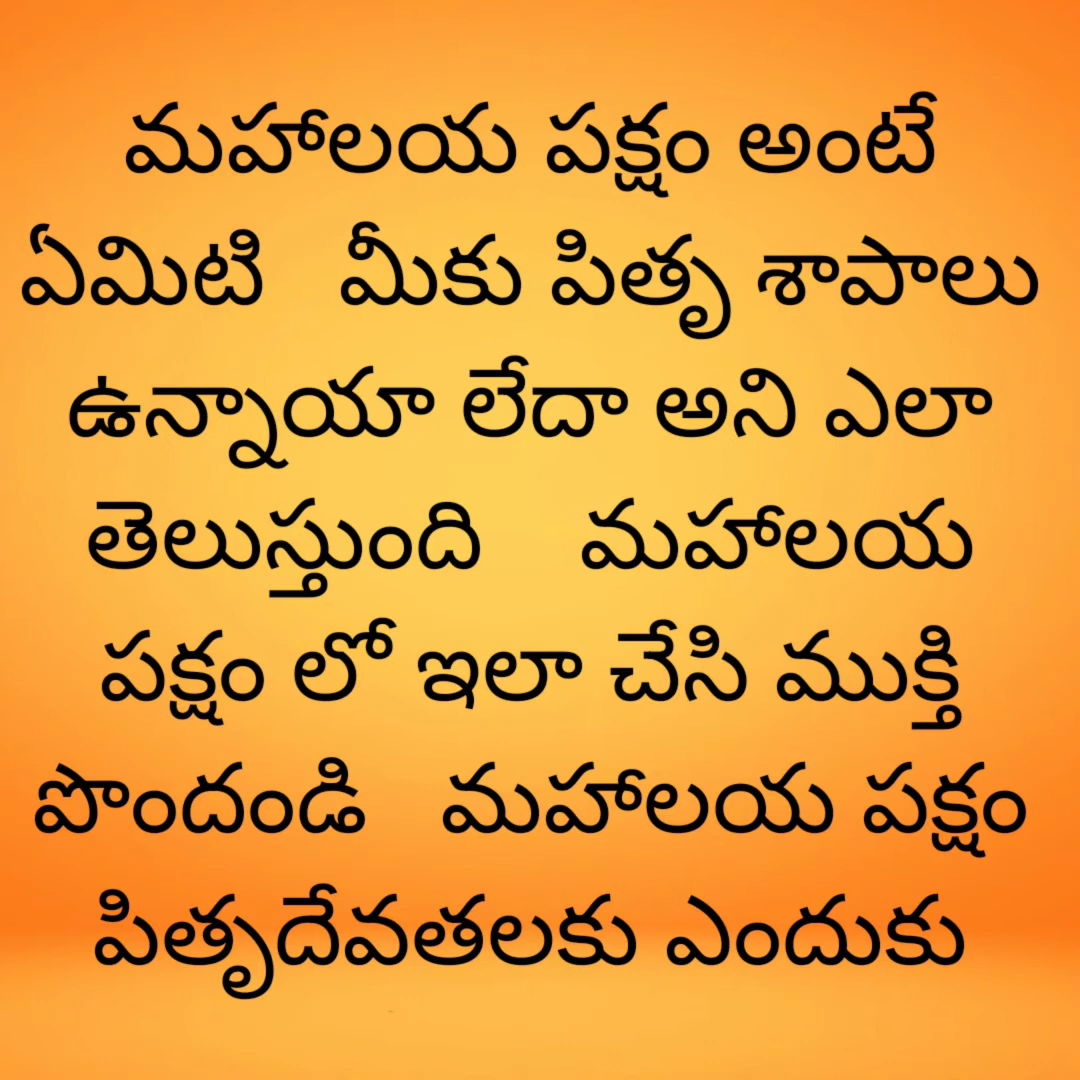 మహాలయ పక్షం అంటే
ఏమిటి   మీకు పితృ శాపాలు
ఉన్నాయా లేదా అని ఎలా
తెలుస్తుంది    మహాలయ
పక్షం లో ఇలా చేసి ముక్తి
పొందండి   మహాలయ పక్షం
పితృదేవతలకు ఎందుకు